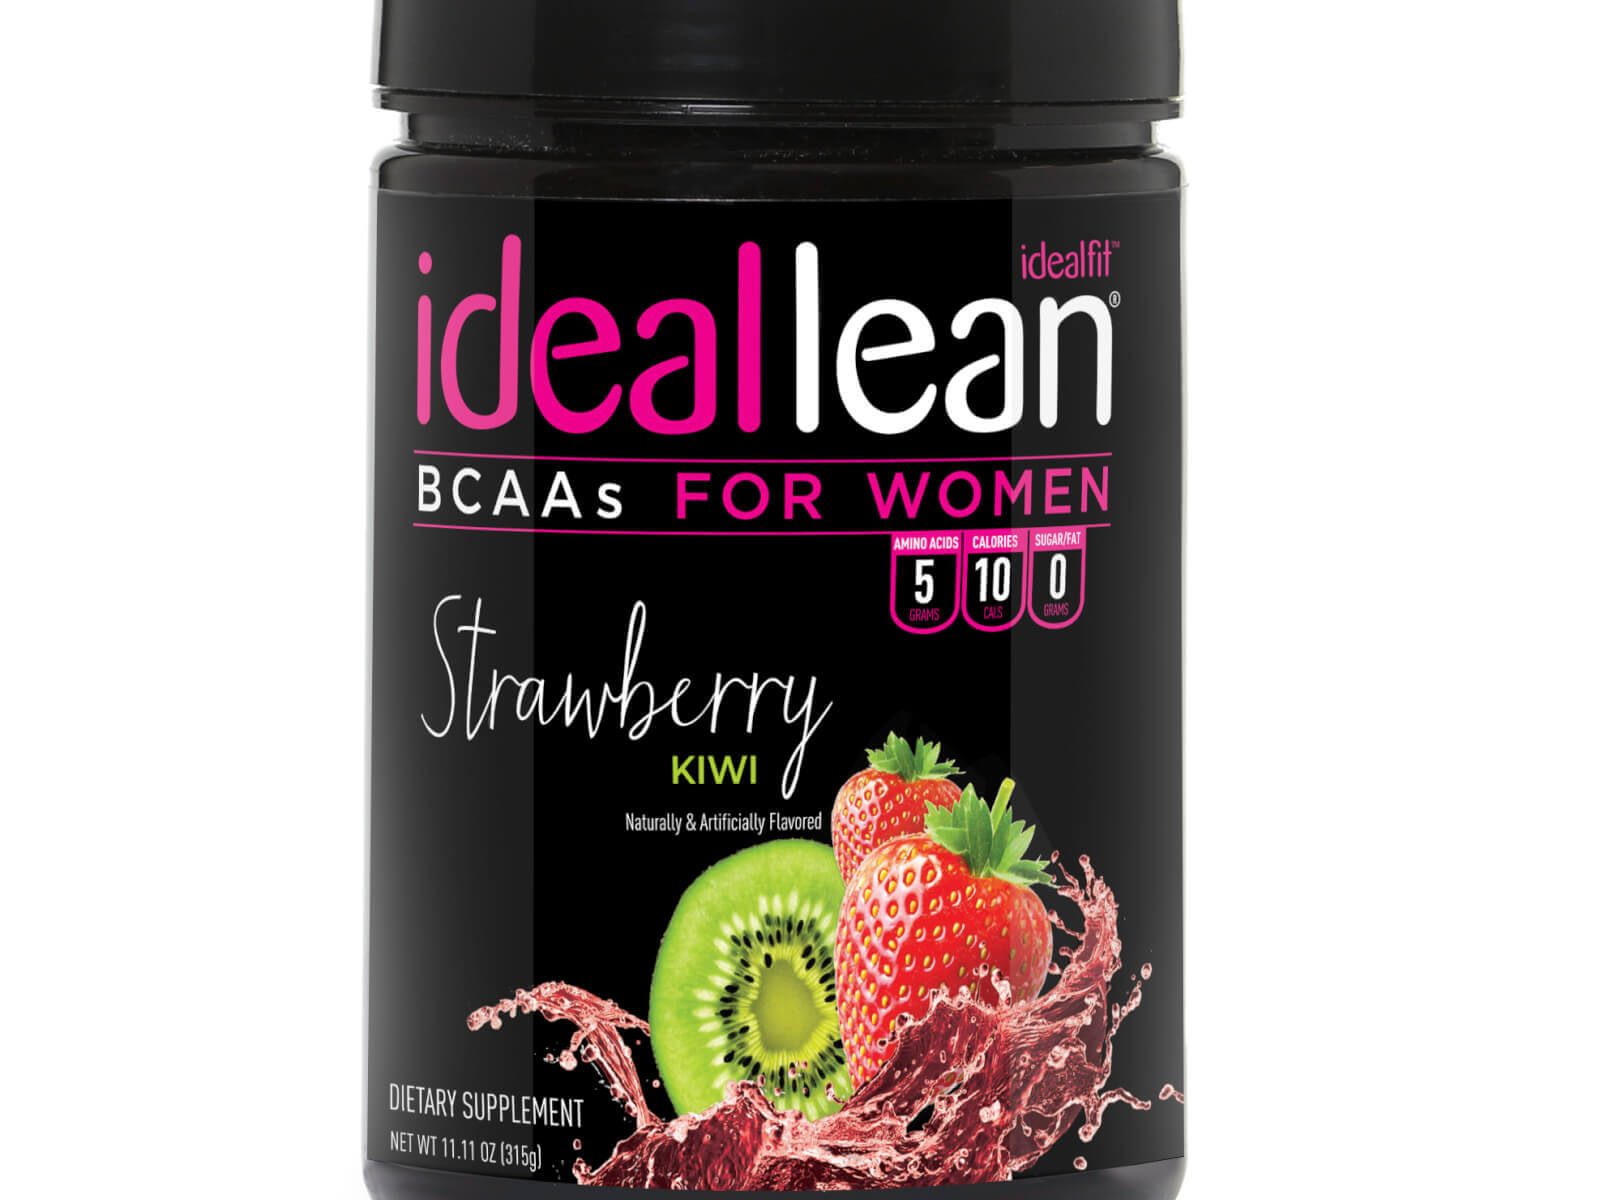 idealfit™
ideallean®
BCAAs FOR WOMEN
AMINO ACIDS CALORIES SUGAR/FAT
5 10 0
GRAMS CALS GRAMS
Strawberry
KIWI
Naturally & Artificially Flavored
DIETARY SUPPLEMENT
NET WT 11.11 OZ (315g)